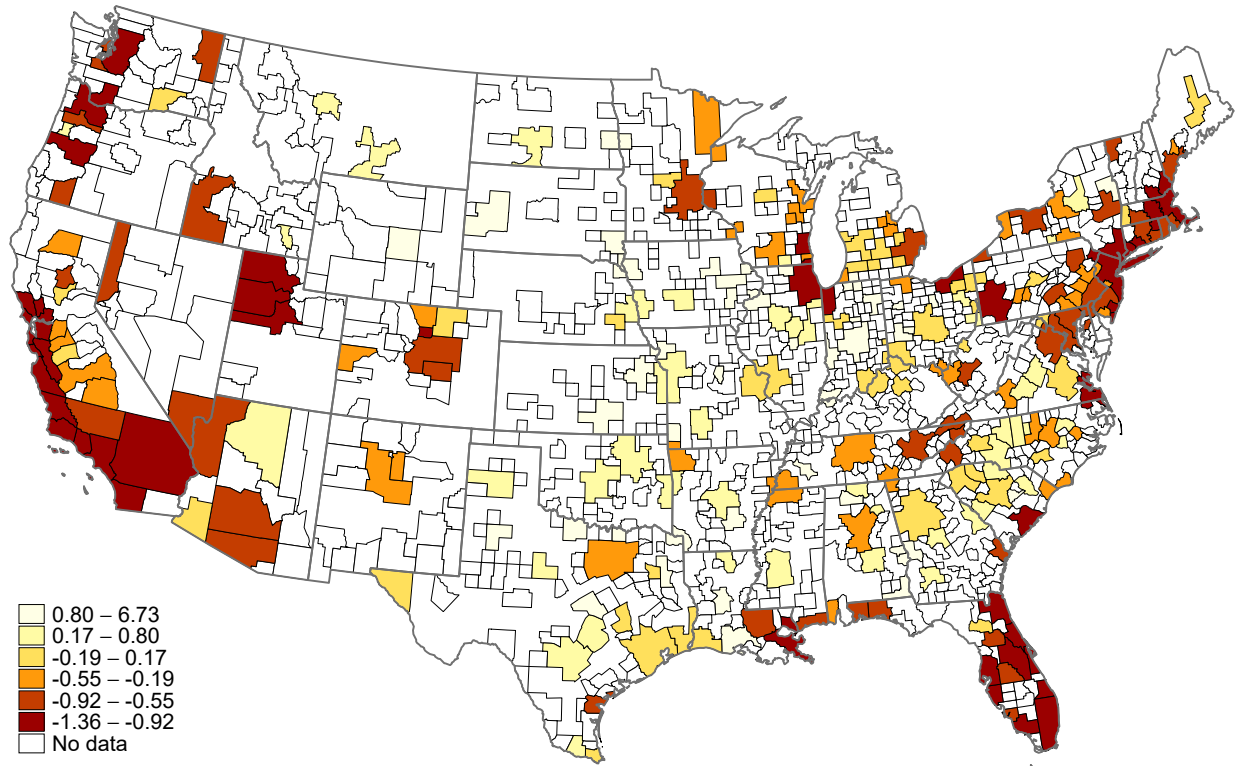 0.80 – 6.73
0.17 – 0.80
-0.19 – 0.17
-0.55 – -0.19
-0.92 – -0.55
-1.36 – -0.92
No data